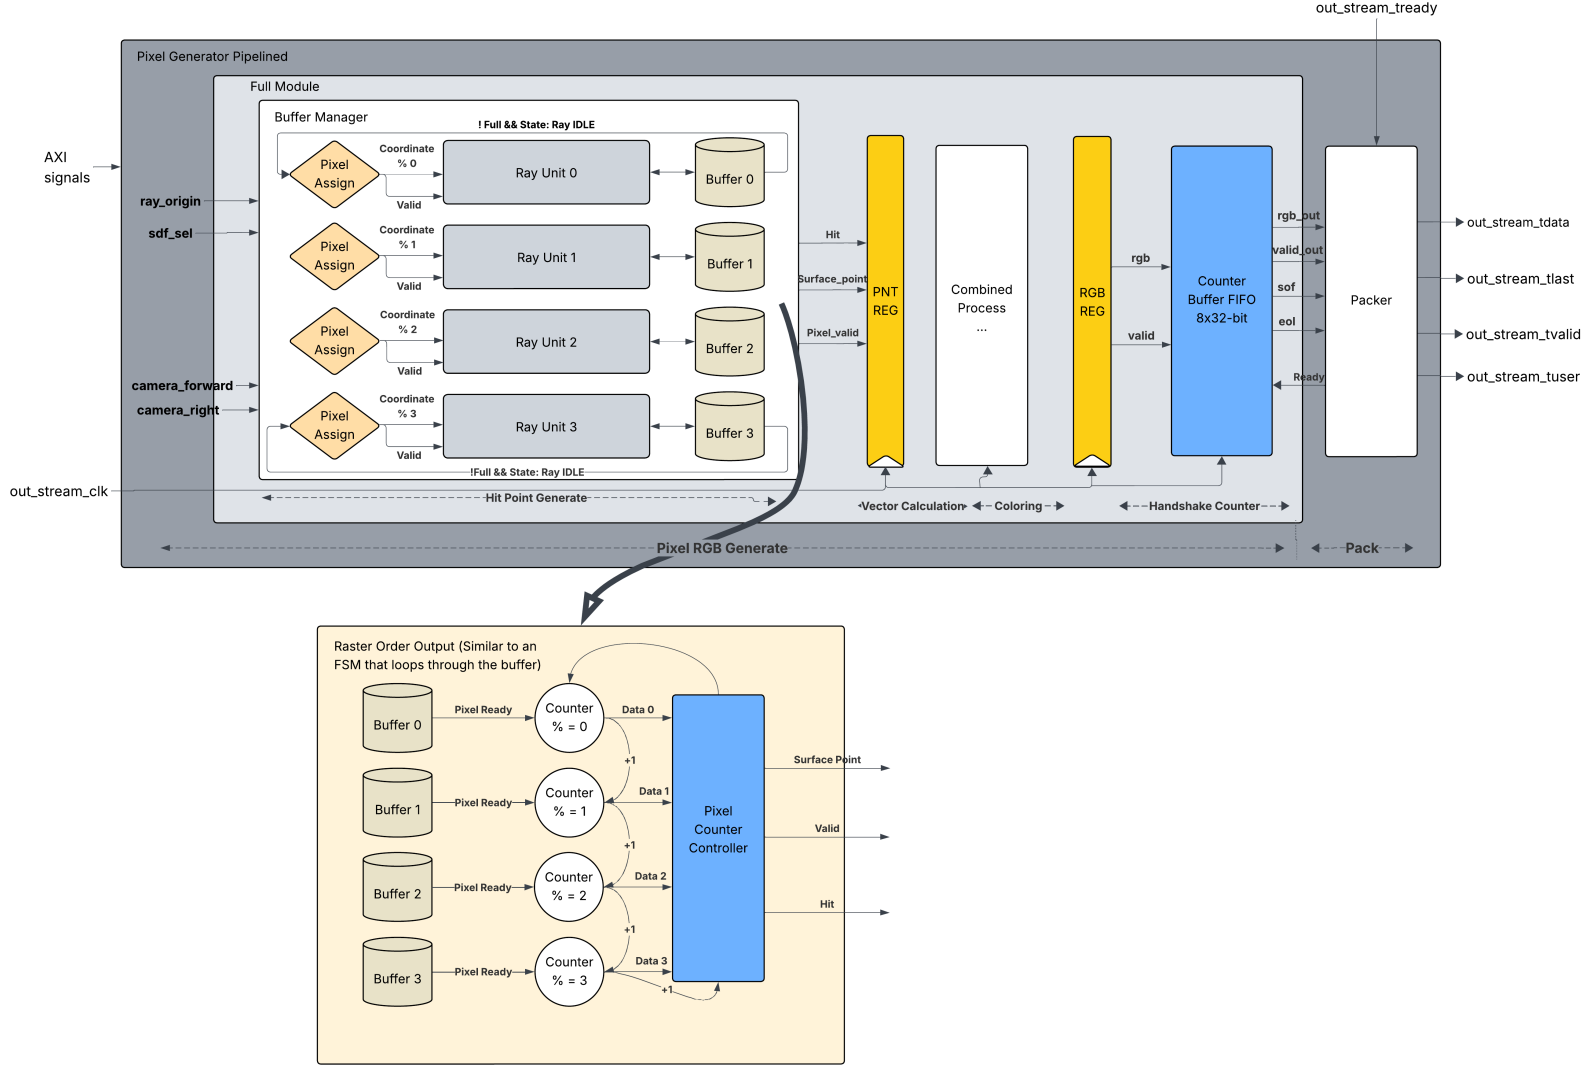 out_stream_tready
Pixel Generator Pipelined
Full Module
Buffer Manager
! Full && State: Ray IDLE
AXI
signals
ray_origin
sdf_sel
camera_forward
camera_right
out_stream_clk
Pixel
Assign
Coordinate
% 0
Valid
Ray Unit 0
Buffer 0
Pixel
Assign
Coordinate
% 1
Valid
Ray Unit 1
Buffer 1
Pixel
Assign
Coordinate
% 2
Valid
Ray Unit 2
Buffer 2
Pixel
Assign
Coordinate
% 3
Valid
Ray Unit 3
Buffer 3
!Full && State: Ray IDLE
Hit Point Generate
Hit
Surface_point
Pixel_valid
PNT
REG
Combined
Process
...
RGB
REG
rgb
valid
Counter
Buffer FIFO
8x32-bit
rgb_out
valid_out
sof
eol
Ready
Packer
out_stream_tdata
out_stream_tlast
out_stream_tvalid
out_stream_tuser
Vector Calculation
Coloring
Handshake Counter
Pixel RGB Generate
Pack
Raster Order Output (Similar to an
FSM that loops through the buffer)
Buffer 0
Pixel Ready
Counter
% = 0
Data 0
+1
Buffer 1
Pixel Ready
Counter
% = 1
Data 1
+1
Buffer 2
Pixel Ready
Counter
% = 2
Data 2
+1
Buffer 3
Pixel Ready
Counter
% = 3
Data 3
+1
Pixel
Counter
Controller
Surface Point
Valid
Hit